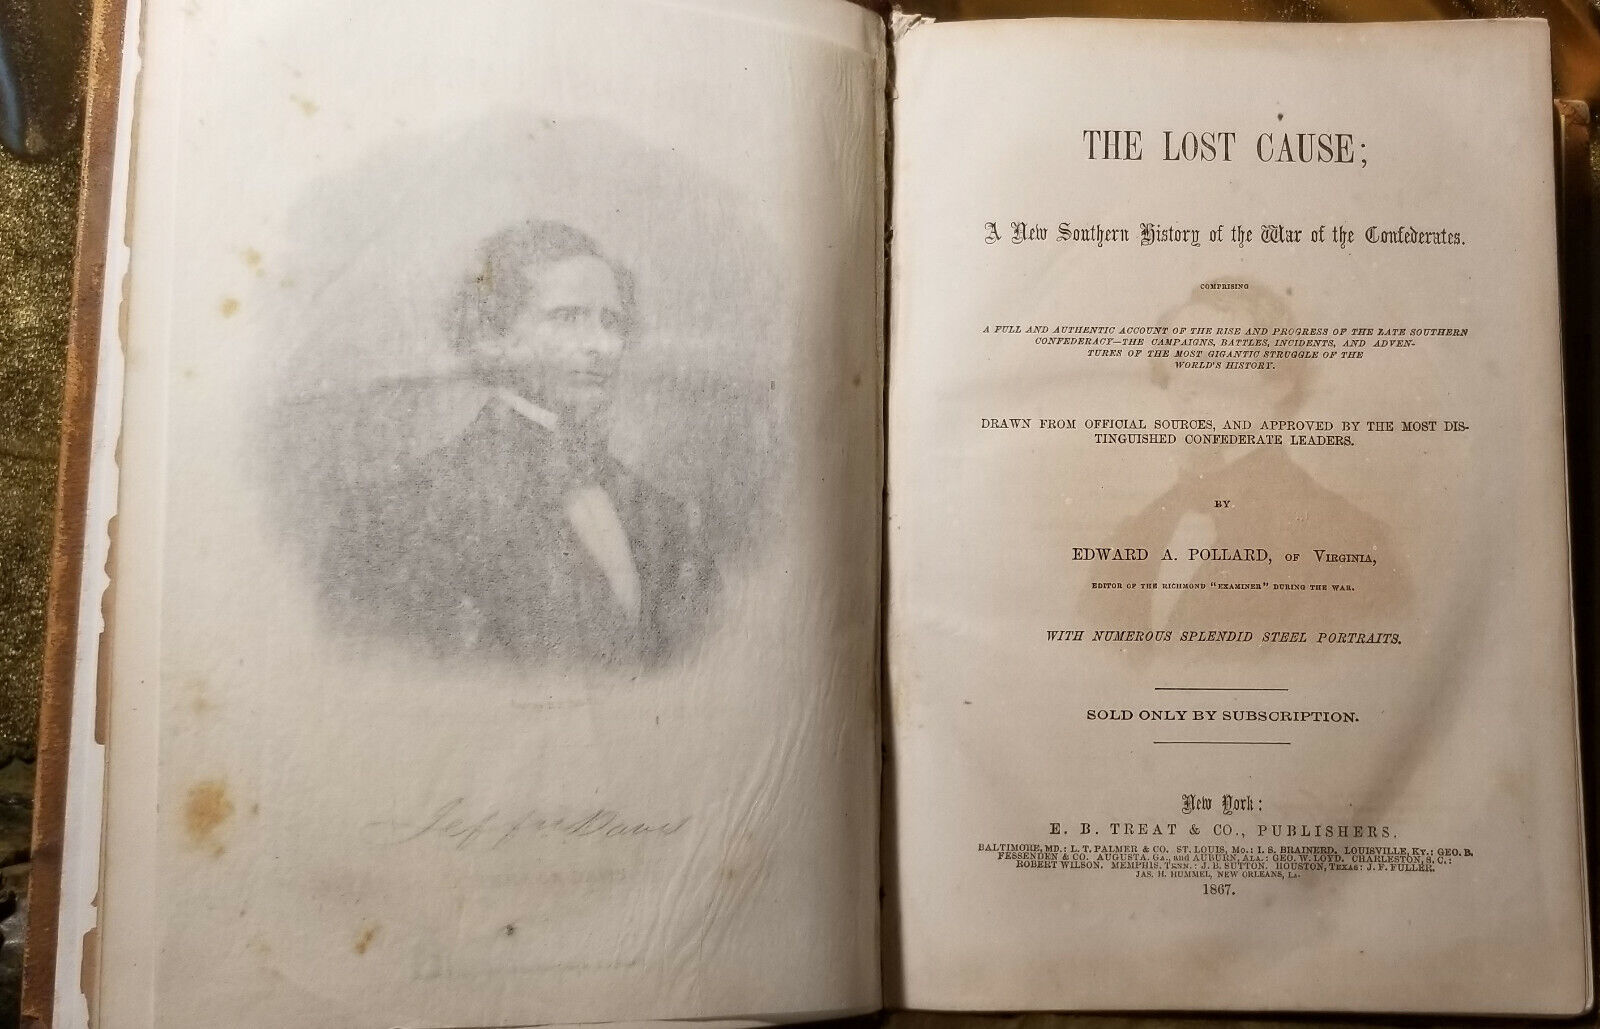 Jeffn Davis
THE LOST CAUSE;
A New Southern History of the War of the Confederates.
COMPRISING
A FULL AND AUTHENTIC ACCOUNT OF THE RISE AND PROGRESS OF THE LATE SOUTHERN
CONFEDERACY—THE CAMPAIGNS, BATTLES, INCIDENTS, AND ADVEN-
TURES OF THE MOST GIGANTIC STRUGGLE OF THE
WORLD'S HISTORY.
DRAWN FROM OFFICIAL SOURCES, AND APPROVED BY THE MOST DIS-
TINGUISHED CONFEDERATE LEADERS.
BY
EDWARD A. POLLARD, OF VIRGINIA,
EDITOR OF THE RICHMOND "EXAMINER" DURING THE WAR.
WITH NUMEROUS SPLENDID STEEL PORTRAITS.
SOLD ONLY BY SUBSCRIPTION.
New York:
E. B. TREAT & CO., PUBLISHERS.
BALTIMORE, MD.: L. T. PALMER & CO. ST. LOUIS, MO.: I. S. BRAINERD. LOUISVILLE, KY.: GEO. B.
FESSENDEN & CO. AUGUSTA, GA., and AUBURN, ALA.: GEO. W. LOYD. CHARLESTON, S. C.:
ROBERT WILSON. MEMPHIS, TENN.: J. B. SUTTON. HOUSTON, TEXAS: J. F. FULLER.
JAS. H. HUMMEL, NEW ORLEANS, LA.
1867.